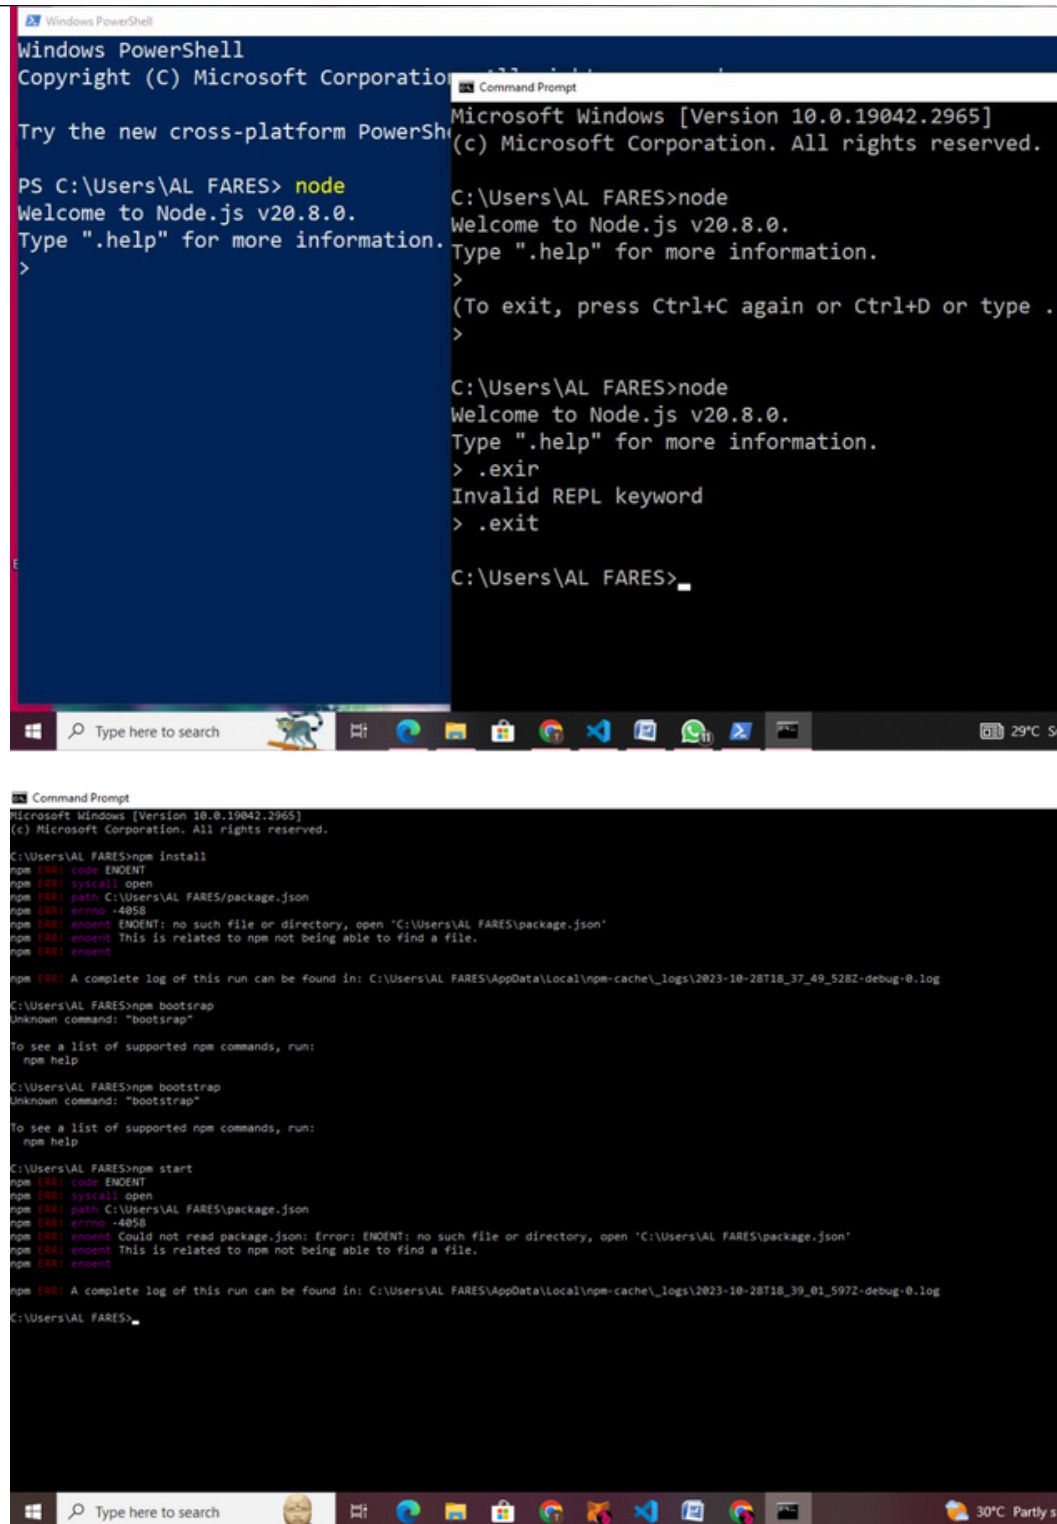 Windows PowerShell
Windows PowerShell
Copyright (C) Microsoft
Try the new cross-platform
PS C:\Users\AL FARES> node
Welcome to Node.js v20.8.0.
Type ".help" for more information.
>
Command Prompt
Microsoft Windows [Version 10.0.19042.2965]
(c) Microsoft Corporation. All rights reserved.
C:\Users\AL FARES>node
Welcome to Node.js v20.8.0.
Type ".help" for more information.
>
(To exit, press Ctrl+C again or Ctrl+D or type .
>
C:\Users\AL FARES>node
Welcome to Node.js v20.8.0.
Type ".help" for more information.
> .exir
Invalid REPL keyword
> .exit
C:\Users\AL FARES>
Type here to search
29°C
Command Prompt
Microsoft Windows [Version 10.0.19042.2965]
(c) Microsoft Corporation. All rights reserved.
C:\Users\AL FARES>npm install
npm ERR! code ENOENT
npm ERR! syscall open
npm ERR! path C:\Users\AL FARES/package.json
npm ERR! errno -4058
npm ERR! enoent ENOENT: no such file or directory, open 'C:\Users\AL FARES\package.json'
npm ERR! enoent This is related to npm not being able to find a file.
npm ERR! enoent
npm ERR! A complete log of this run can be found in: C:\Users\AL FARES\AppData\Local\npm-cache\_logs\2023-10-28T18_37_49_528Z-debug-0.log
C:\Users\AL FARES>npm bootsrap
Unknown command: "bootsrap"
To see a list of supported npm commands, run:
npm help
C:\Users\AL FARES>npm bootstrap
Unknown command: "bootstrap"
To see a list of supported npm commands, run:
npm help
C:\Users\AL FARES>npm start
npm ERR! code ENOENT
npm ERR! syscall open
npm ERR! path C:\Users\AL FARES\package.json
npm ERR! errno -4058
npm ERR! enoent Could not read package.json: Error: ENOENT: no such file or directory, open 'C:\Users\AL FARES\package.json'
npm ERR! enoent This is related to npm not being able to find a file.
npm ERR! enoent
npm ERR! A complete log of this run can be found in: C:\Users\AL FARES\AppData\Local\npm-cache\_logs\2023-10-28T18_39_01_597Z-debug-0.log
C:\Users\AL FARES>
Type here to search
30°C Partly